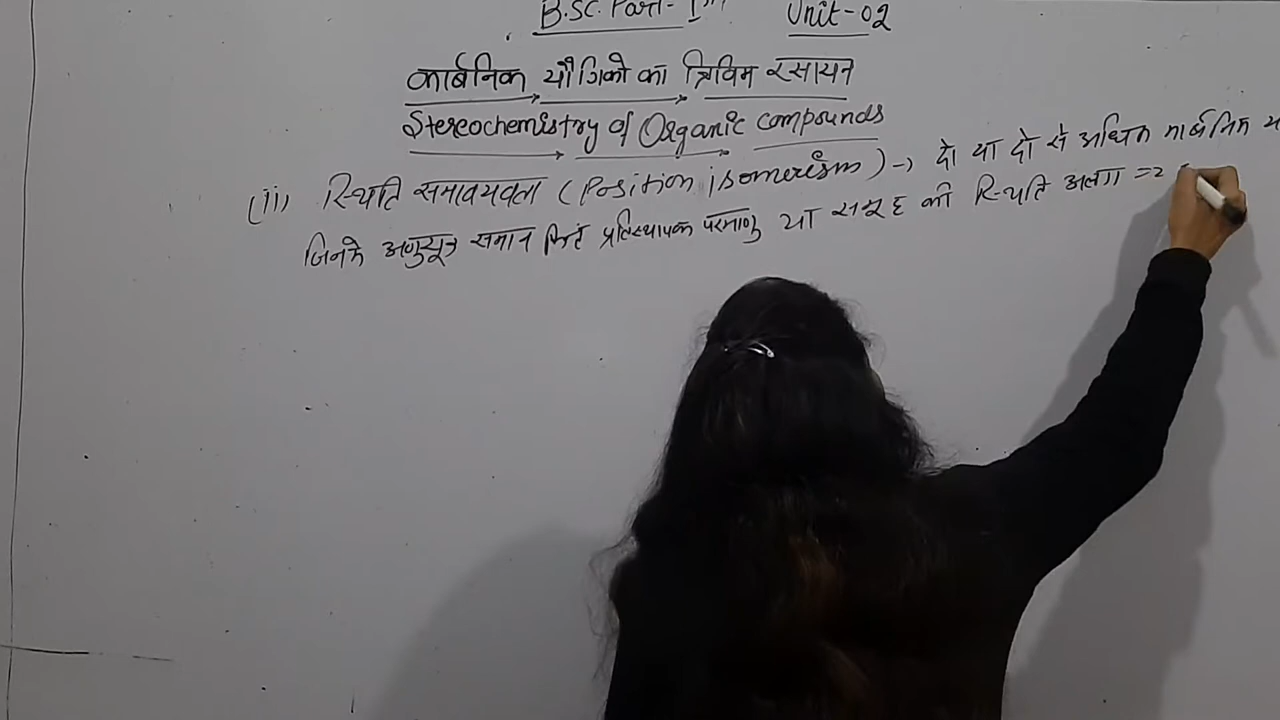 B.SC. Part- Ist Unit-02
कार्बनिक यौगिको का त्रिविम रसायन
Stereochemistry of Organic compounds
(ii) स्थिति समावयवता (Position isomerism) → दो या दो से अधिक कार्बनिक
जिनके अणुसूत्र समान किन्तु प्रतिस्थापक परमाणु या समूह की स्थिति अलग